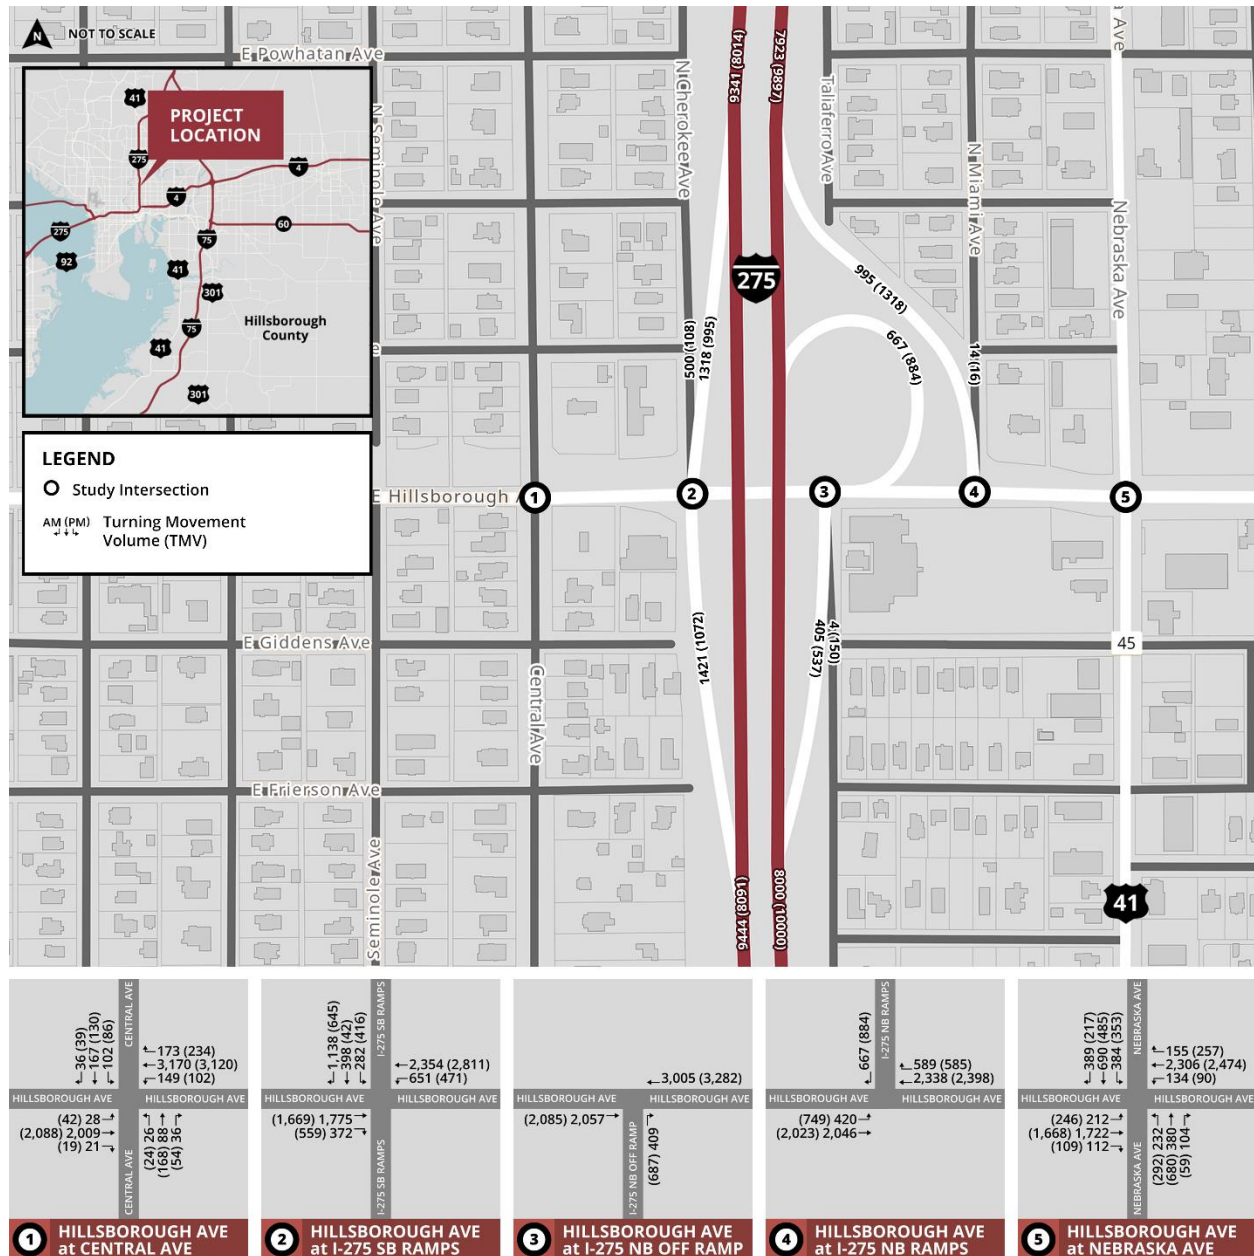 N
NOT TO SCALE
E Powhatan Ave
41
PROJECT
LOCATION
275
4
4
60
275
75
92
41
301
Hillsborough
County
75
41
301
LEGEND
Study Intersection
AM (PM)
Turning Movement
Volume (TMV)
N Seminole Ave
N Cherokee Ave
9341 (8014)
7923 (9897)
Taliaferro Ave
N Miami Ave
a Ave
Nebraska Ave
275
995 (1318)
667 (884)
500 (108)
1318 (995)
14 (16)
e
E Hillsborough A
1
2
3
4
5
E Giddens Ave
1421 (1072)
4 (150)
405 (537)
45
Central Ave
E Frierson Ave
Seminole Ave
9444 (8091)
8000 (10000)
41
36 (39)
167 (130)
102 (86)
CENTRAL AVE
173 (234)
3,170 (3,120)
149 (102)
HILLSBOROUGH AVE
HILLSBOROUGH AVE
(42) 28
(2,088) 2,009
(19) 21
CENTRAL AVE
(24) 26
(168) 88
(54) 36
1
HILLSBOROUGH AVE
at CENTRAL AVE
1,138 (645)
398 (42)
282 (416)
I-275 SB RAMPS
2,354 (2,811)
651 (471)
HILLSBOROUGH AVE
HILLSBOROUGH AVE
(1,669) 1,775
(559) 372
I-275 SB RAMPS
2
HILLSBOROUGH AVE
at I-275 SB RAMPS
3,005 (3,282)
HILLSBOROUGH AVE
HILLSBOROUGH AVE
(2,085) 2,057
I-275 NB OFF RAMP
(687) 409
3
HILLSBOROUGH AVE
at I-275 NB OFF RAMP
667 (884)
I-275 NB RAMPS
589 (585)
2,338 (2,398)
HILLSBOROUGH AVE
HILLSBOROUGH AVE
(749) 420
(2,023) 2,046
4
HILLSBOROUGH AVE
at I-275 NB RAMPS
389 (217)
690 (485)
384 (353)
NEBRASKA AVE
155 (257)
2,306 (2,474)
134 (90)
HILLSBOROUGH AVE
HILLSBOROUGH AVE
(246) 212
(1,668) 1,722
(109) 112
NEBRASKA AVE
(292) 232
(680) 380
(59) 104
5
HILLSBOROUGH AVE
at NEBRASKA AVE